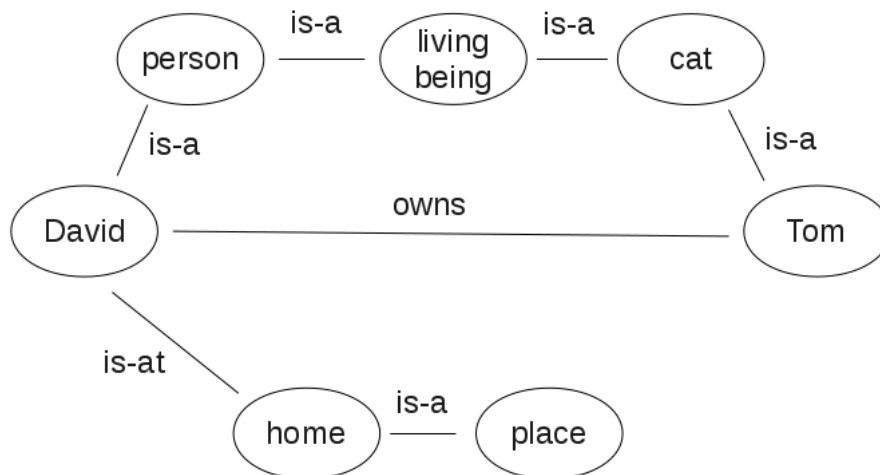 is-a
is-a
person
living
being
cat
is-a
is-a
owns
David
Tom
is-at
is-a
home
place